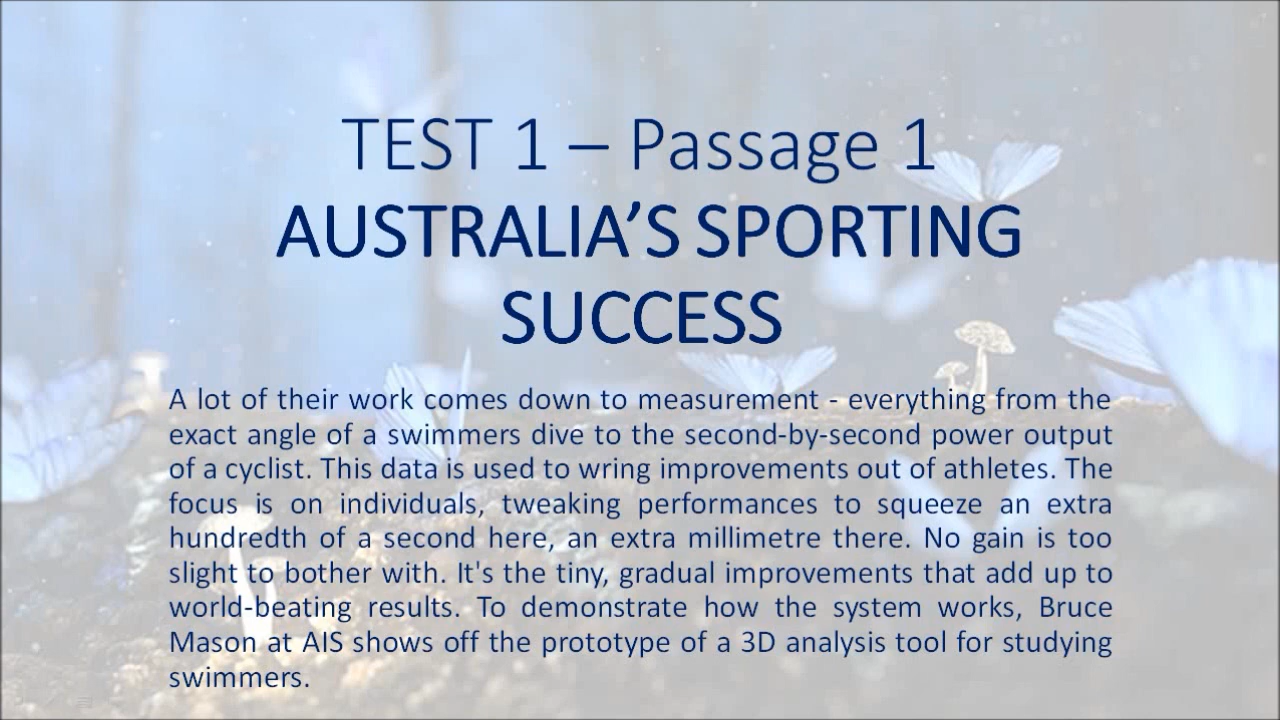 TEST 1 – Passage 1
AUSTRALIA’S SPORTING
SUCCESS
A lot of their work comes down to measurement - everything from the
exact angle of a swimmers dive to the second-by-second power output
of a cyclist. This data is used to wring improvements out of athletes. The
focus is on individuals, tweaking performances to squeeze an extra
hundredth of a second here, an extra millimetre there. No gain is too
slight to bother with. It's the tiny, gradual improvements that add up to
world-beating results. To demonstrate how the system works, Bruce
Mason at AIS shows off the prototype of a 3D analysis tool for studying
swimmers.